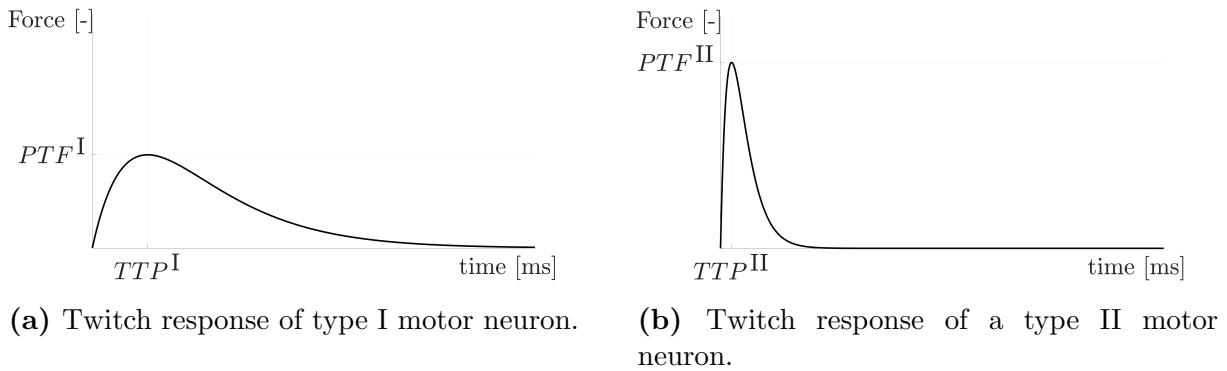 Force [-]
PTF^I
TTP^I
time [ms]
(a) Twitch response of type I motor neuron.
Force [-]
PTF^II
TTP^II
time [ms]
(b) Twitch response of a type II motor
neuron.